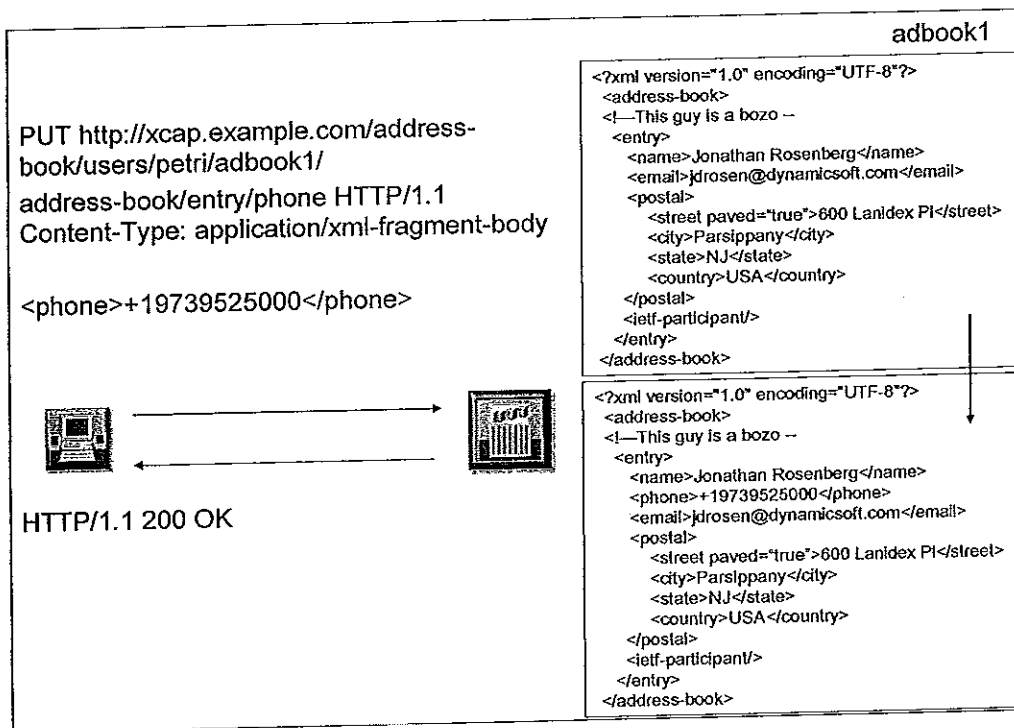 adbook1
PUT http://xcap.example.com/address-
book/users/petri/adbook1/
address-book/entry/phone HTTP/1.1
Content-Type: application/xml-fragment-body
<phone>+19739525000</phone>
HTTP/1.1 200 OK
<?xml version="1.0" encoding="UTF-8"?>
<address-book>
<!—This guy is a bozo –
<entry>
<name>Jonathan Rosenberg</name>
<email>jdrosen@dynamicsoft.com</email>
<postal>
<street paved="true">600 Lanidex Pl</street>
<city>Parsippany</city>
<state>NJ</state>
<country>USA</country>
</postal>
<ietf-participant/>
</entry>
</address-book>
<?xml version="1.0" encoding="UTF-8"?>
<address-book>
<!—This guy is a bozo –
<entry>
<name>Jonathan Rosenberg</name>
<phone>+19739525000</phone>
<email>jdrosen@dynamicsoft.com</email>
<postal>
<street paved="true">600 Lanidex Pl</street>
<city>Parsippany</city>
<state>NJ</state>
<country>USA</country>
</postal>
<ietf-participant/>
</entry>
</address-book>